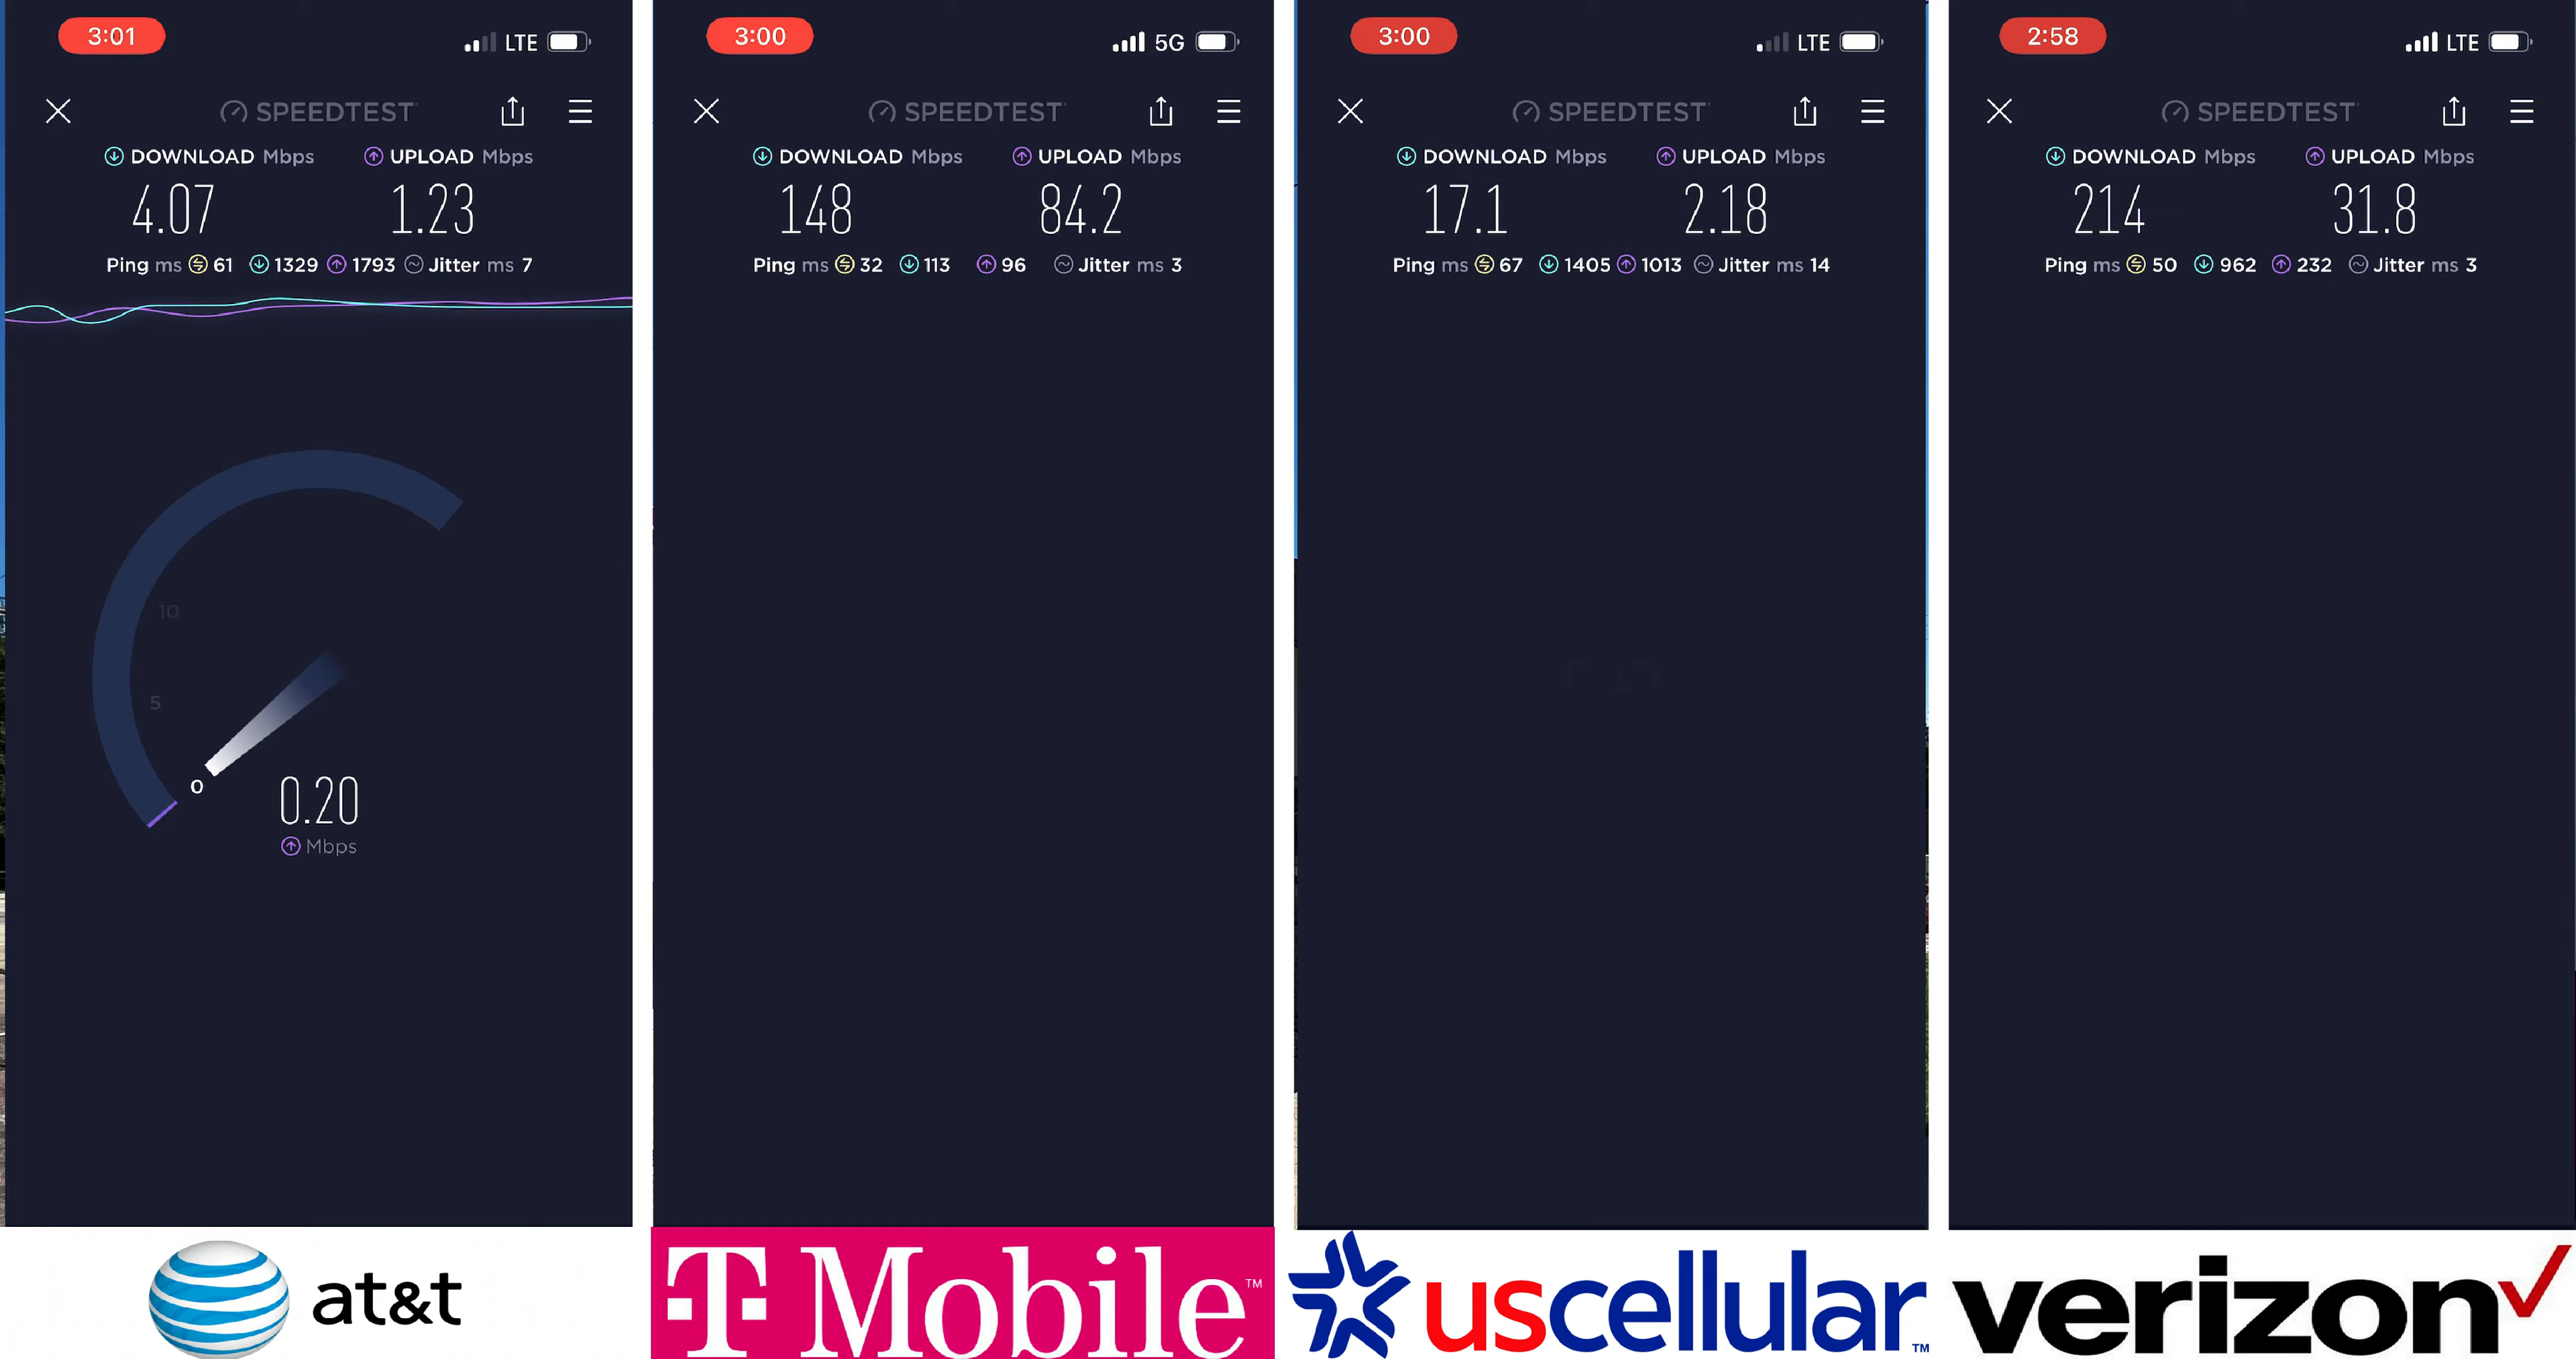 3:01 LTE
SPEEDTEST
DOWNLOAD Mbps UPLOAD Mbps
4.07 1.23
Ping ms 61 1329 1793 Jitter ms 7
10
5
0
0.20
Mbps
at&t
3:00 5G
SPEEDTEST
DOWNLOAD Mbps UPLOAD Mbps
148 84.2
Ping ms 32 113 96 Jitter ms 3
T Mobile™
3:00 LTE
SPEEDTEST
DOWNLOAD Mbps UPLOAD Mbps
17.1 2.18
Ping ms 67 1405 1013 Jitter ms 14
uscellular™
2:58 LTE
SPEEDTEST
DOWNLOAD Mbps UPLOAD Mbps
214 31.8
Ping ms 50 962 232 Jitter ms 3
verizon